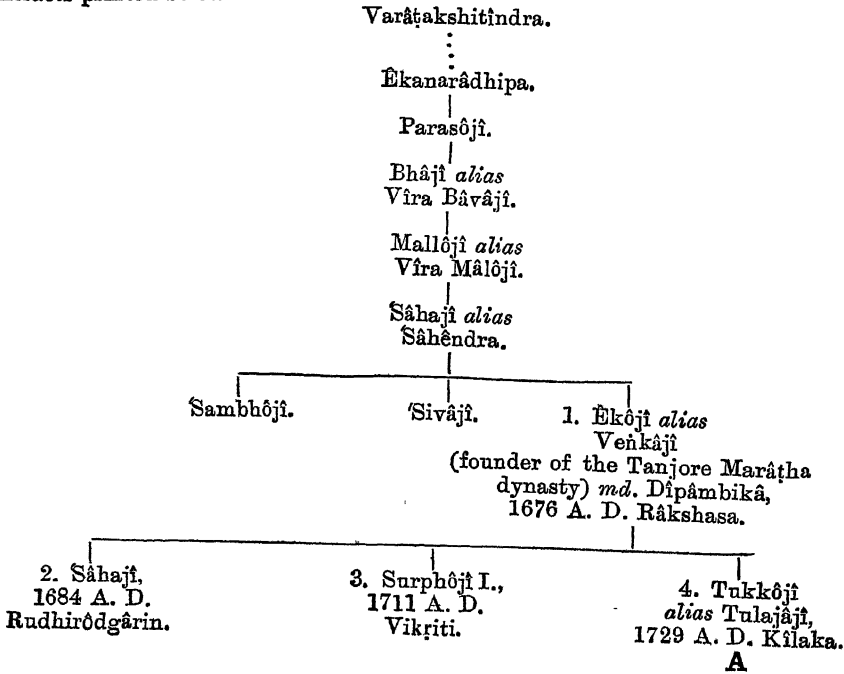 Varâṭakshitîndra.
Êkanarâdhipa.
Parasôjî.
Bhâjî alias
Vîra Bâvâjî.
Mallôjî alias
Vîra Mâlôjî.
Śâhajî alias
Śâhêndra.
Śambhôjî.
Śivâjî.
1. Èkôjî alias
Veṅkâjî
(founder of the Tanjore Marâṭha
dynasty) md. Dîpâmbikâ,
1676 A. D. Râkshasa.
2. Sâhajî,
1684 A. D.
Rudhirôdgârin.
3. Surphôjî I.,
1711 A. D.
Vikṛiti.
4. Tukkôjî
alias Tulajâjî,
1729 A. D. Kîlaka.
A